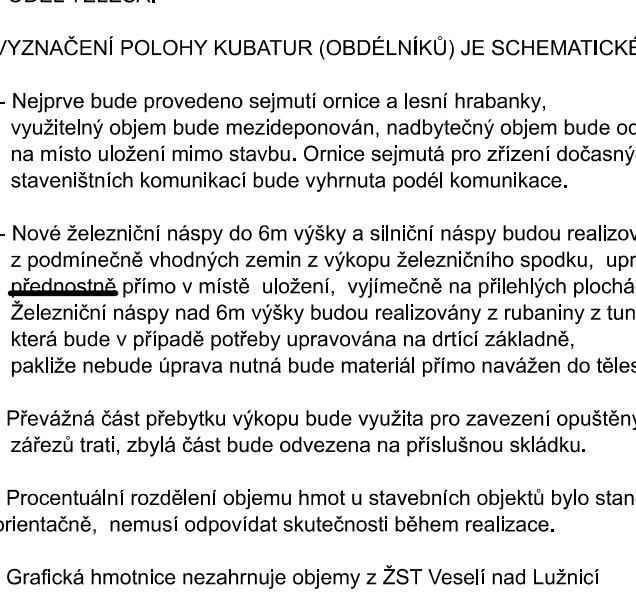 VYZNAČENÍ POLOHY KUBATUR (OBDÉLNÍKŮ) JE SCHEMATICKÉ
- Nejprve bude provedeno sejmutí ornice a lesní hrabanky,
využitelný objem bude mezideponován, nadbytečný objem bude od
na místo uložení mimo stavbu. Ornice sejmutá pro zřízení dočasný
staveništních komunikací bude vyhrnuta podél komunikace.
- Nové železniční náspy do 6m výšky a silniční náspy budou realizov
z podmínečně vhodných zemin z výkopu železničního spodku, upr
přednostně přímo v místě uložení, vyjímečně na přilehlých plochá
Železniční náspy nad 6m výšky budou realizovány z rubaniny z tun
která bude v případě potřeby upravována na drtící základně,
pakliže nebude úprava nutná bude materiál přímo navážen do těles
Převážná část přebytku výkopu bude využita pro zavezení opuštěný
zářezů trati, zbylá část bude odvezena na příslušnou skládku.
Procentuální rozdělení objemu hmot u stavebních objektů bylo stan
orientačně, nemusí odpovídat skutečnosti během realizace.
Grafická hmotnice nezahrnuje objemy z ŽST Veselí nad Lužnicí